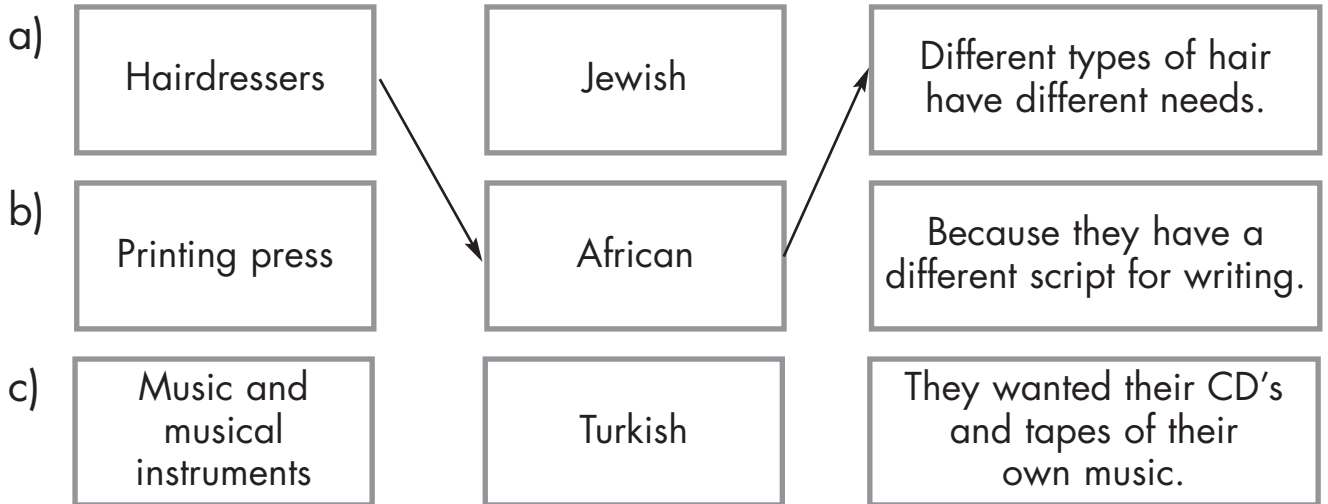 a)
Hairdressers
Jewish
Different types of hair
have different needs.
b)
Printing press
African
Because they have a
different script for writing.
c)
Music and
musical
instruments
Turkish
They wanted their CD's
and tapes of their
own music.